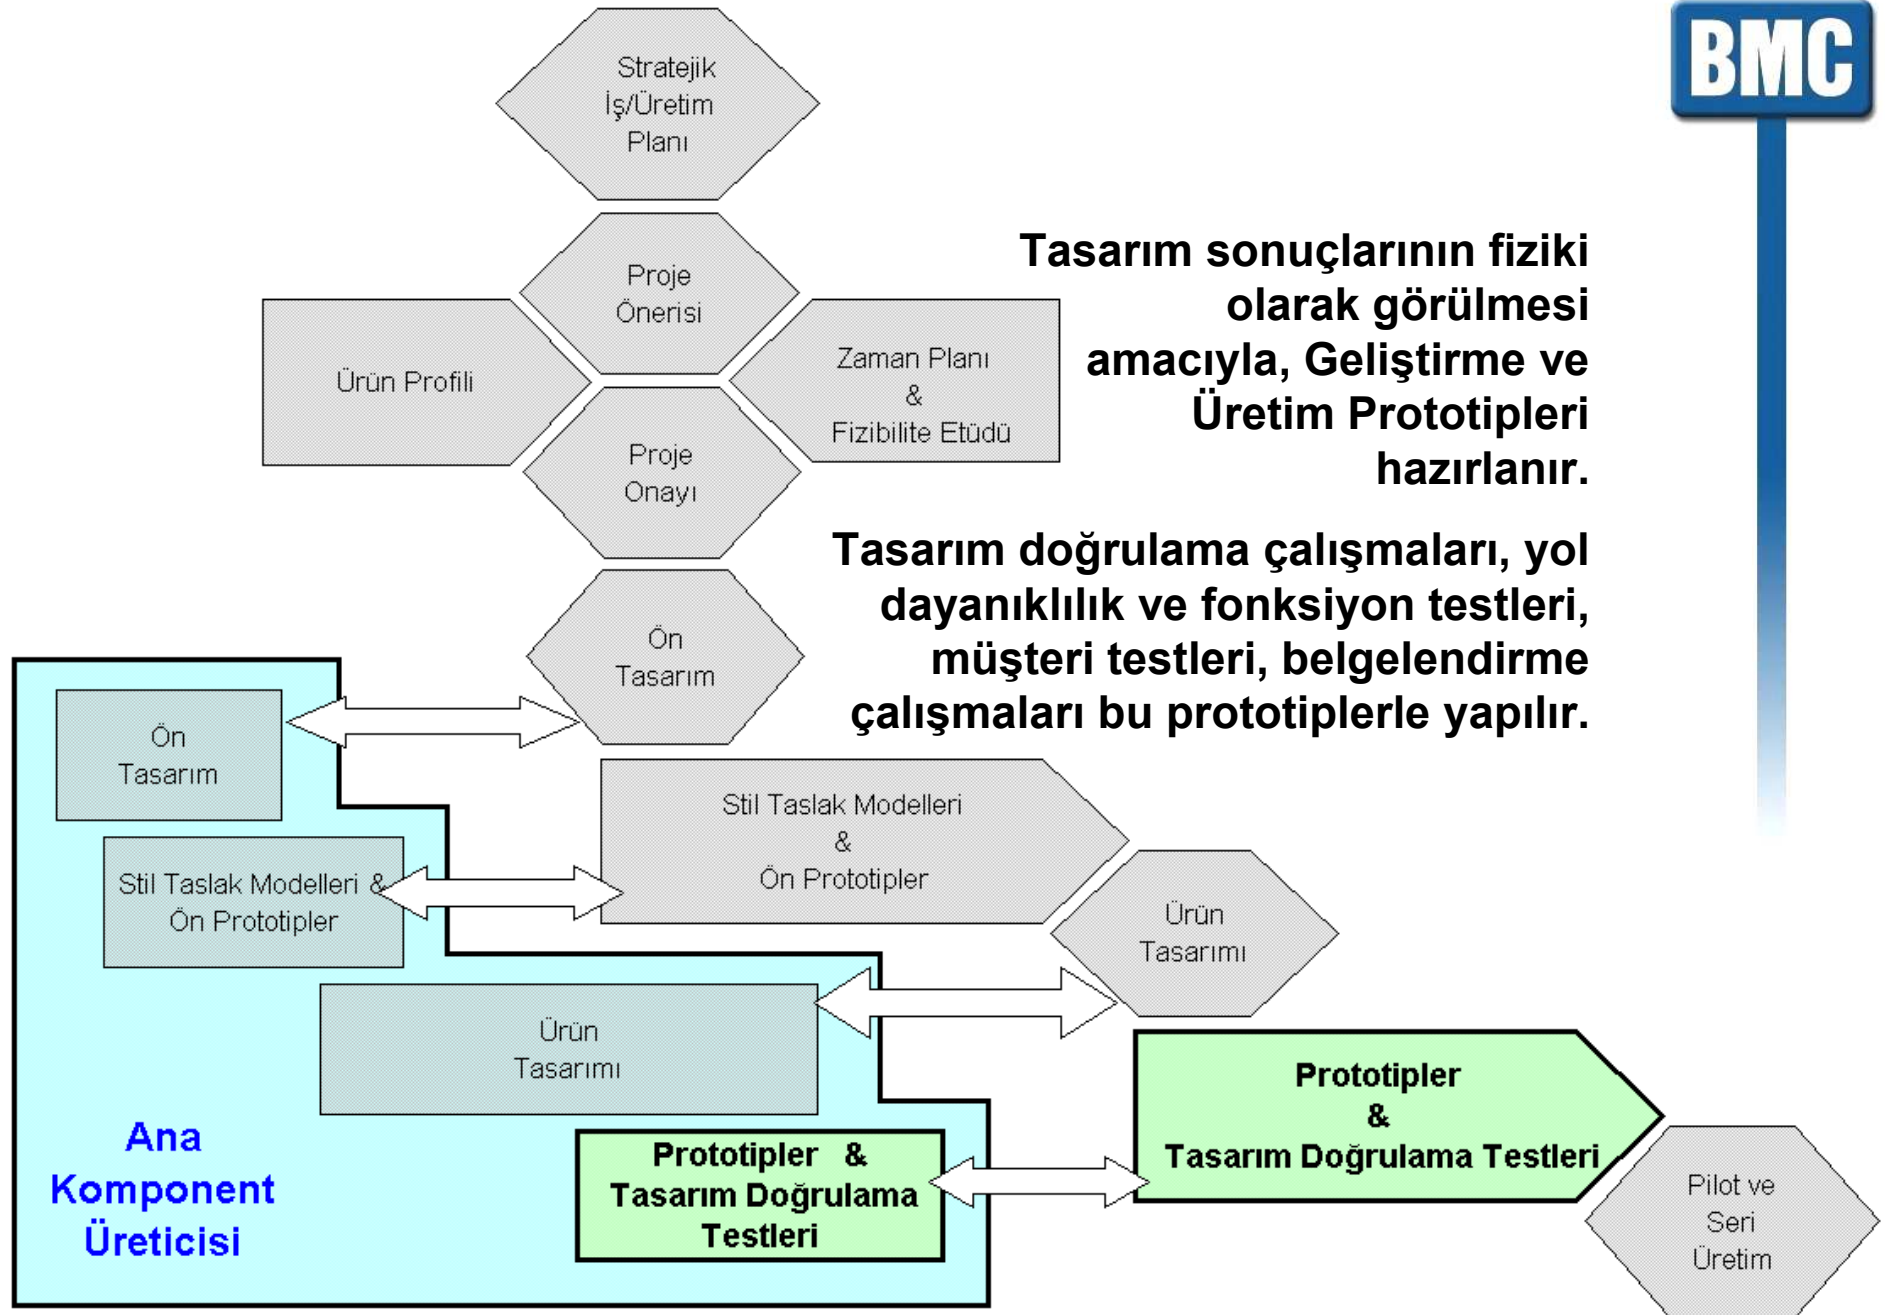 BMC
Stratejik
İş/Üretim
Planı
Proje
Önerisi
Ürün Profili
Zaman Planı
&
Fizibilite Etüdü
Proje
Onayı
Tasarım sonuçlarının fiziki
olarak görülmesi
amacıyla, Geliştirme ve
Üretim Prototipleri
hazırlanır.
Tasarım doğrulama çalışmaları, yol
dayanıklılık ve fonksiyon testleri,
müşteri testleri, belgelendirme
çalışmaları bu prototiplerle yapılır.
Ön
Tasarım
Ön
Tasarım
Stil Taslak Modelleri
&
Ön Prototipler
Stil Taslak Modelleri &
Ön Prototipler
Ürün
Tasarımı
Ürün
Tasarımı
Prototipler
&
Tasarım Doğrulama Testleri
Ana
Komponent
Üreticisi
Prototipler &
Tasarım Doğrulama
Testleri
Pilot ve
Seri
Üretim